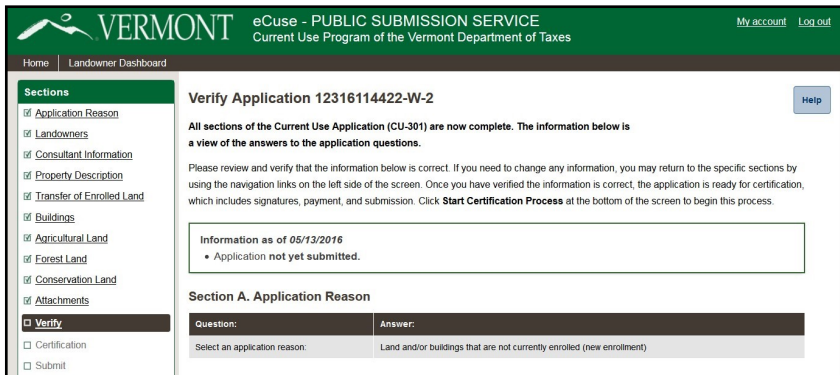 VERMONT
eCuse - PUBLIC SUBMISSION SERVICE
Current Use Program of the Vermont Department of Taxes
My account Log out
Home Landowner Dashboard
Sections
Application Reason
Landowners
Consultant Information
Property Description
Transfer of Enrolled Land
Buildings
Agricultural Land
Forest Land
Conservation Land
Attachments
Verify
Certification
Submit
Verify Application 12316114422-W-2
Help
All sections of the Current Use Application (CU-301) are now complete. The information below is
a view of the answers to the application questions.
Please review and verify that the information below is correct. If you need to change any information, you may return to the specific sections by
using the navigation links on the left side of the screen. Once you have verified the information is correct, the application is ready for certification,
which includes signatures, payment, and submission. Click Start Certification Process at the bottom of the screen to begin this process.
Information as of 05/13/2016
• Application not yet submitted.
Section A. Application Reason
Question: Answer:
Select an application reason: Land and/or buildings that are not currently enrolled (new enrollment)